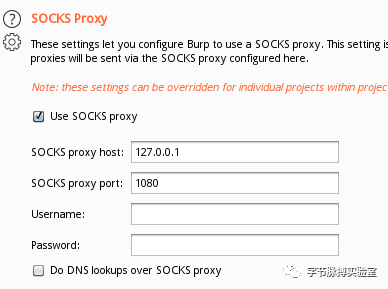 SOCKS Proxy
These settings let you configure Burp to use a SOCKS proxy. This setting is
proxies will be sent via the SOCKS proxy configured here.
Note: these settings can be overridden for individual projects within projec
Use SOCKS proxy
SOCKS proxy host: 127.0.0.1
SOCKS proxy port: 1080
Username:
Password:
Do DNS lookups over SOCKS proxy
字节脉搏实验室